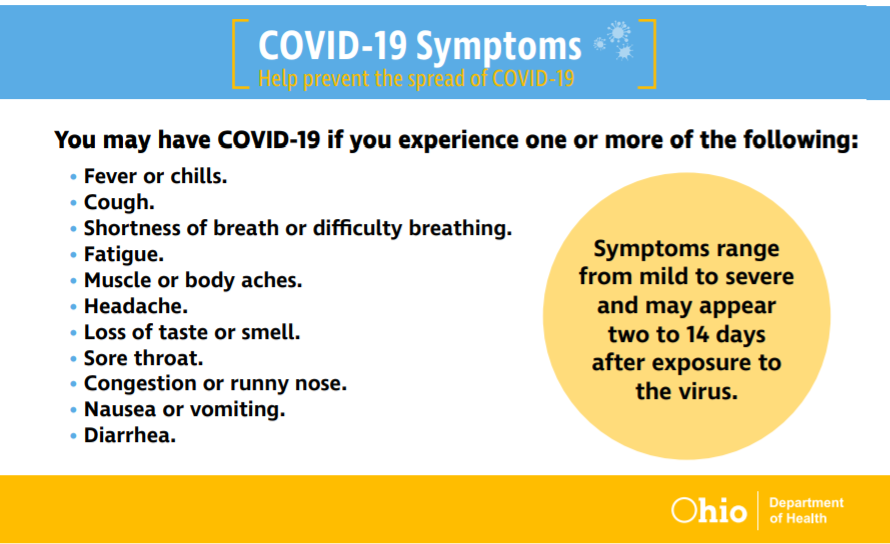 COVID-19 Symptoms
Help prevent the spread of COVID-19
You may have COVID-19 if you experience one or more of the following:
• Fever or chills.
• Cough.
• Shortness of breath or difficulty breathing.
• Fatigue.
• Muscle or body aches.
• Headache.
• Loss of taste or smell.
• Sore throat.
• Congestion or runny nose.
• Nausea or vomiting.
• Diarrhea.
Symptoms range
from mild to severe
and may appear
two to 14 days
after exposure to
the virus.
Ohio
Department
of Health